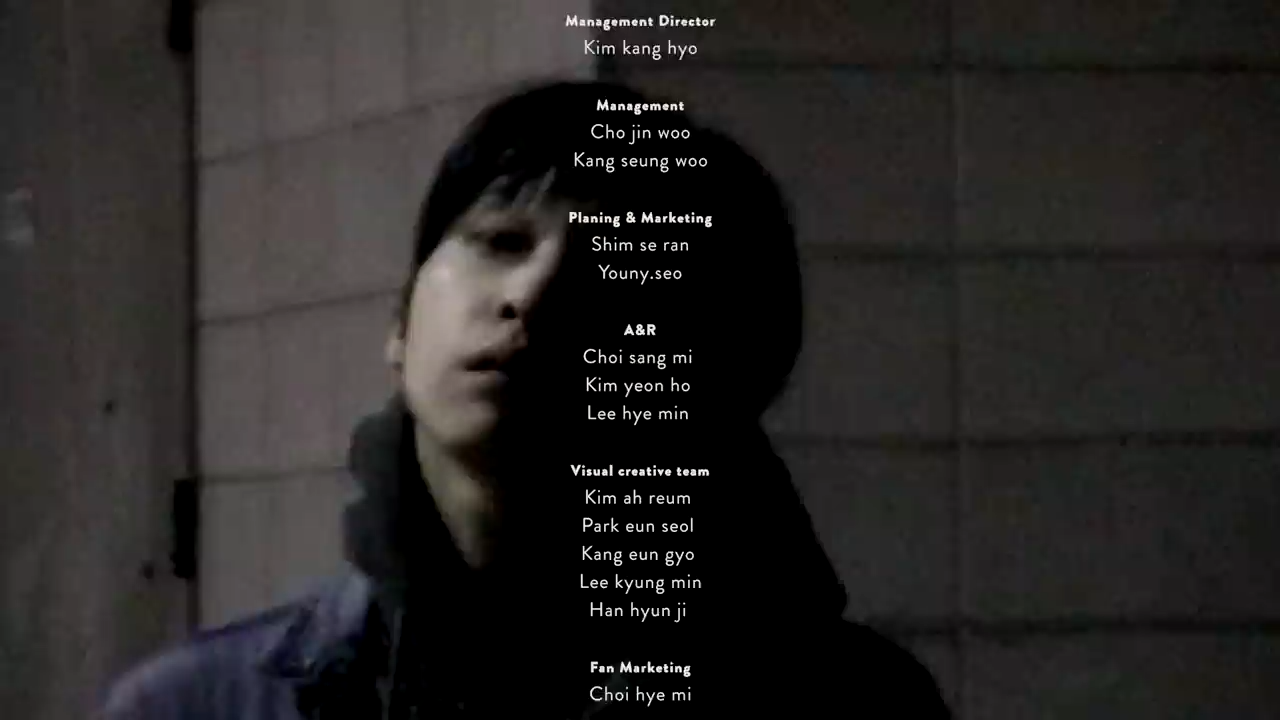 Management Director
Kim kang hyo
Management
Cho jin woo
Kang seung woo
Planing & Marketing
Shim se ran
Youny.seo
A&R
Choi sang mi
Kim yeon ho
Lee hye min
Visual creative team
Kim ah reum
Park eun seol
Kang eun gyo
Lee kyung min
Han hyun ji
Fan Marketing
Choi hye mi